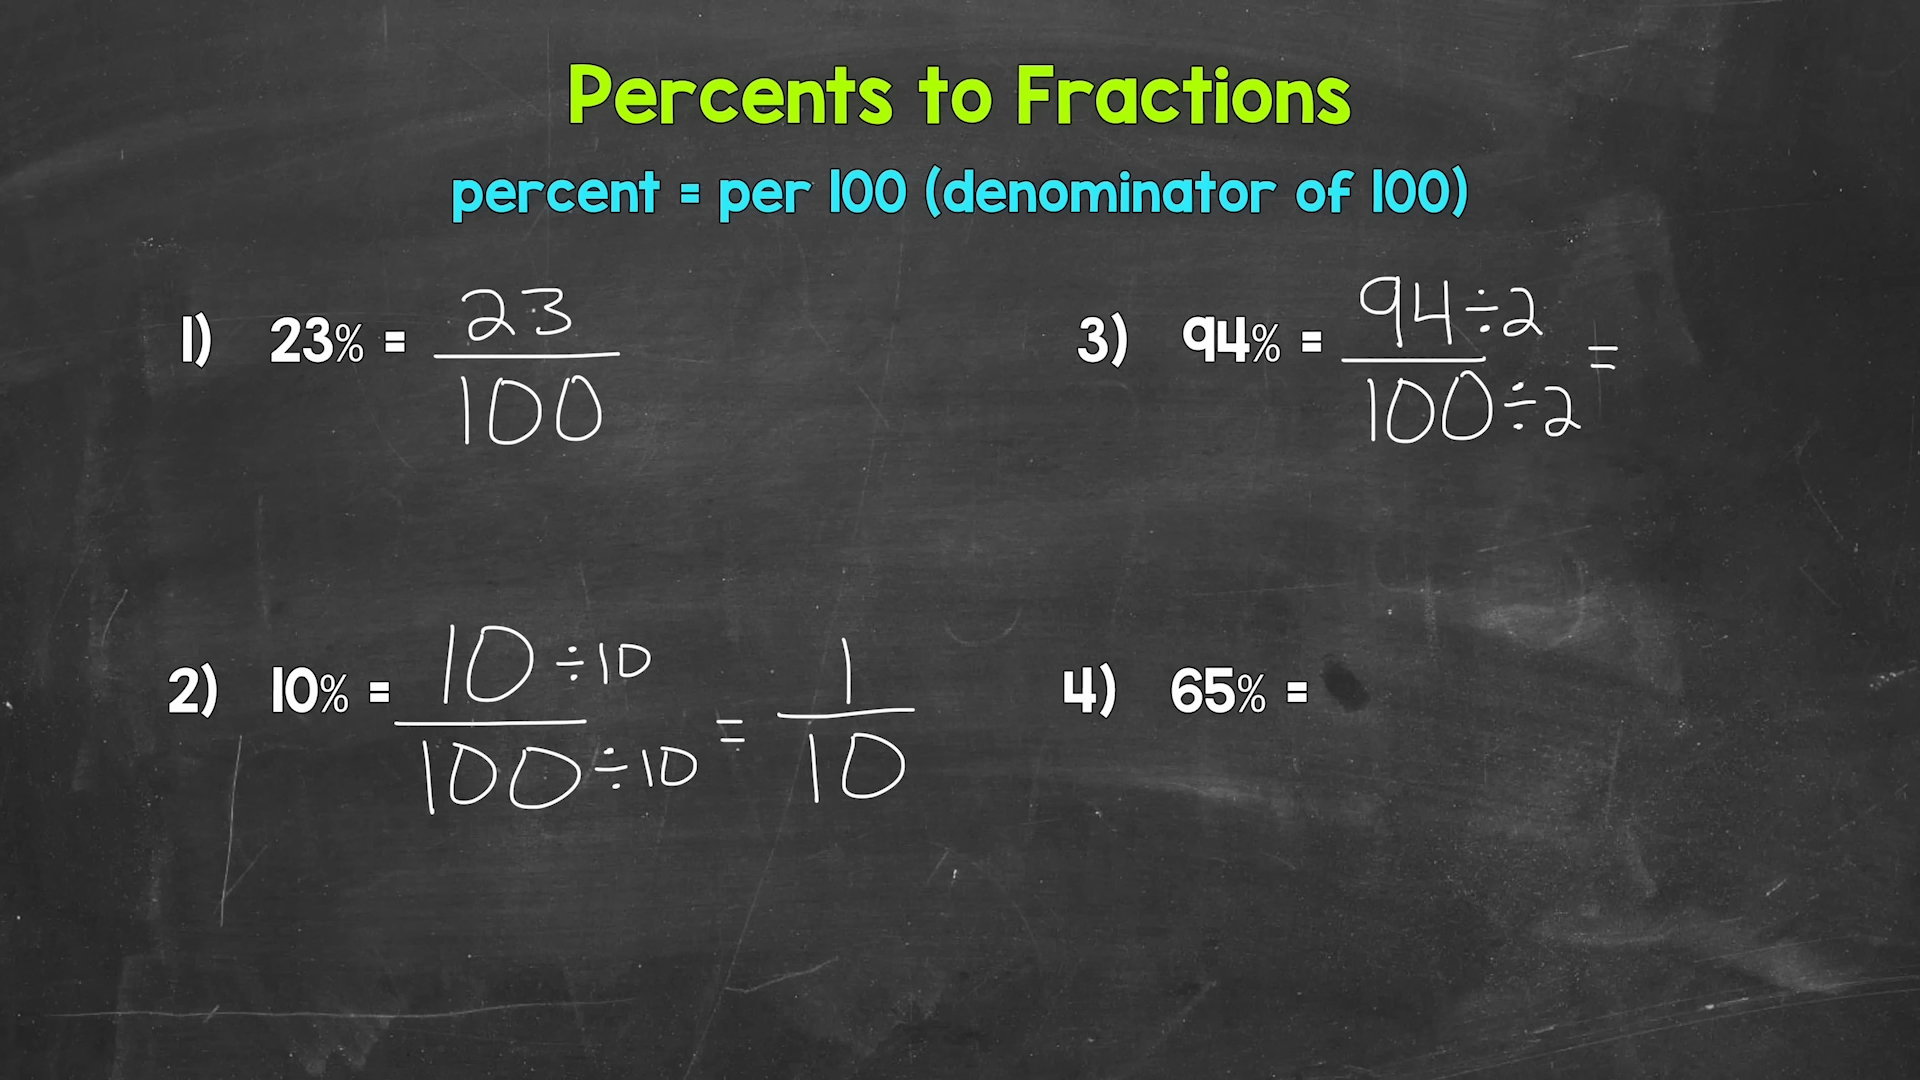 Percents to Fractions
percent = per 100 (denominator of 100)
1) 23% = 23/100
3) 94% = 94÷2/100÷2 =
2) 10% = 10÷10/100÷10 = 1/10
4) 65% =